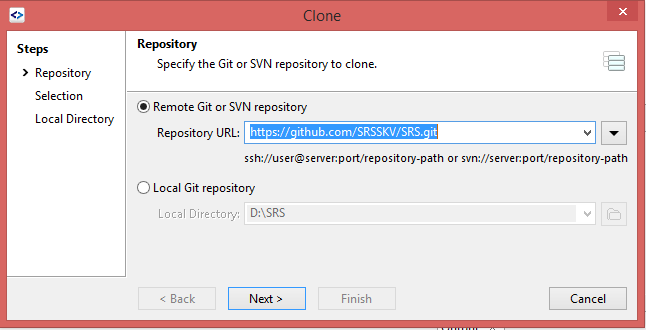 Clone
Steps
Repository
Selection
Local Directory
Repository
Specify the Git or SVN repository to clone.
Remote Git or SVN repository
Repository URL: https://github.com/SRSSKV/SRS.git
ssh://user@server:port/repository-path or svn://server:port/repository-path
Local Git repository
Local Directory: D:\SRS
< Back Next > Finish Cancel